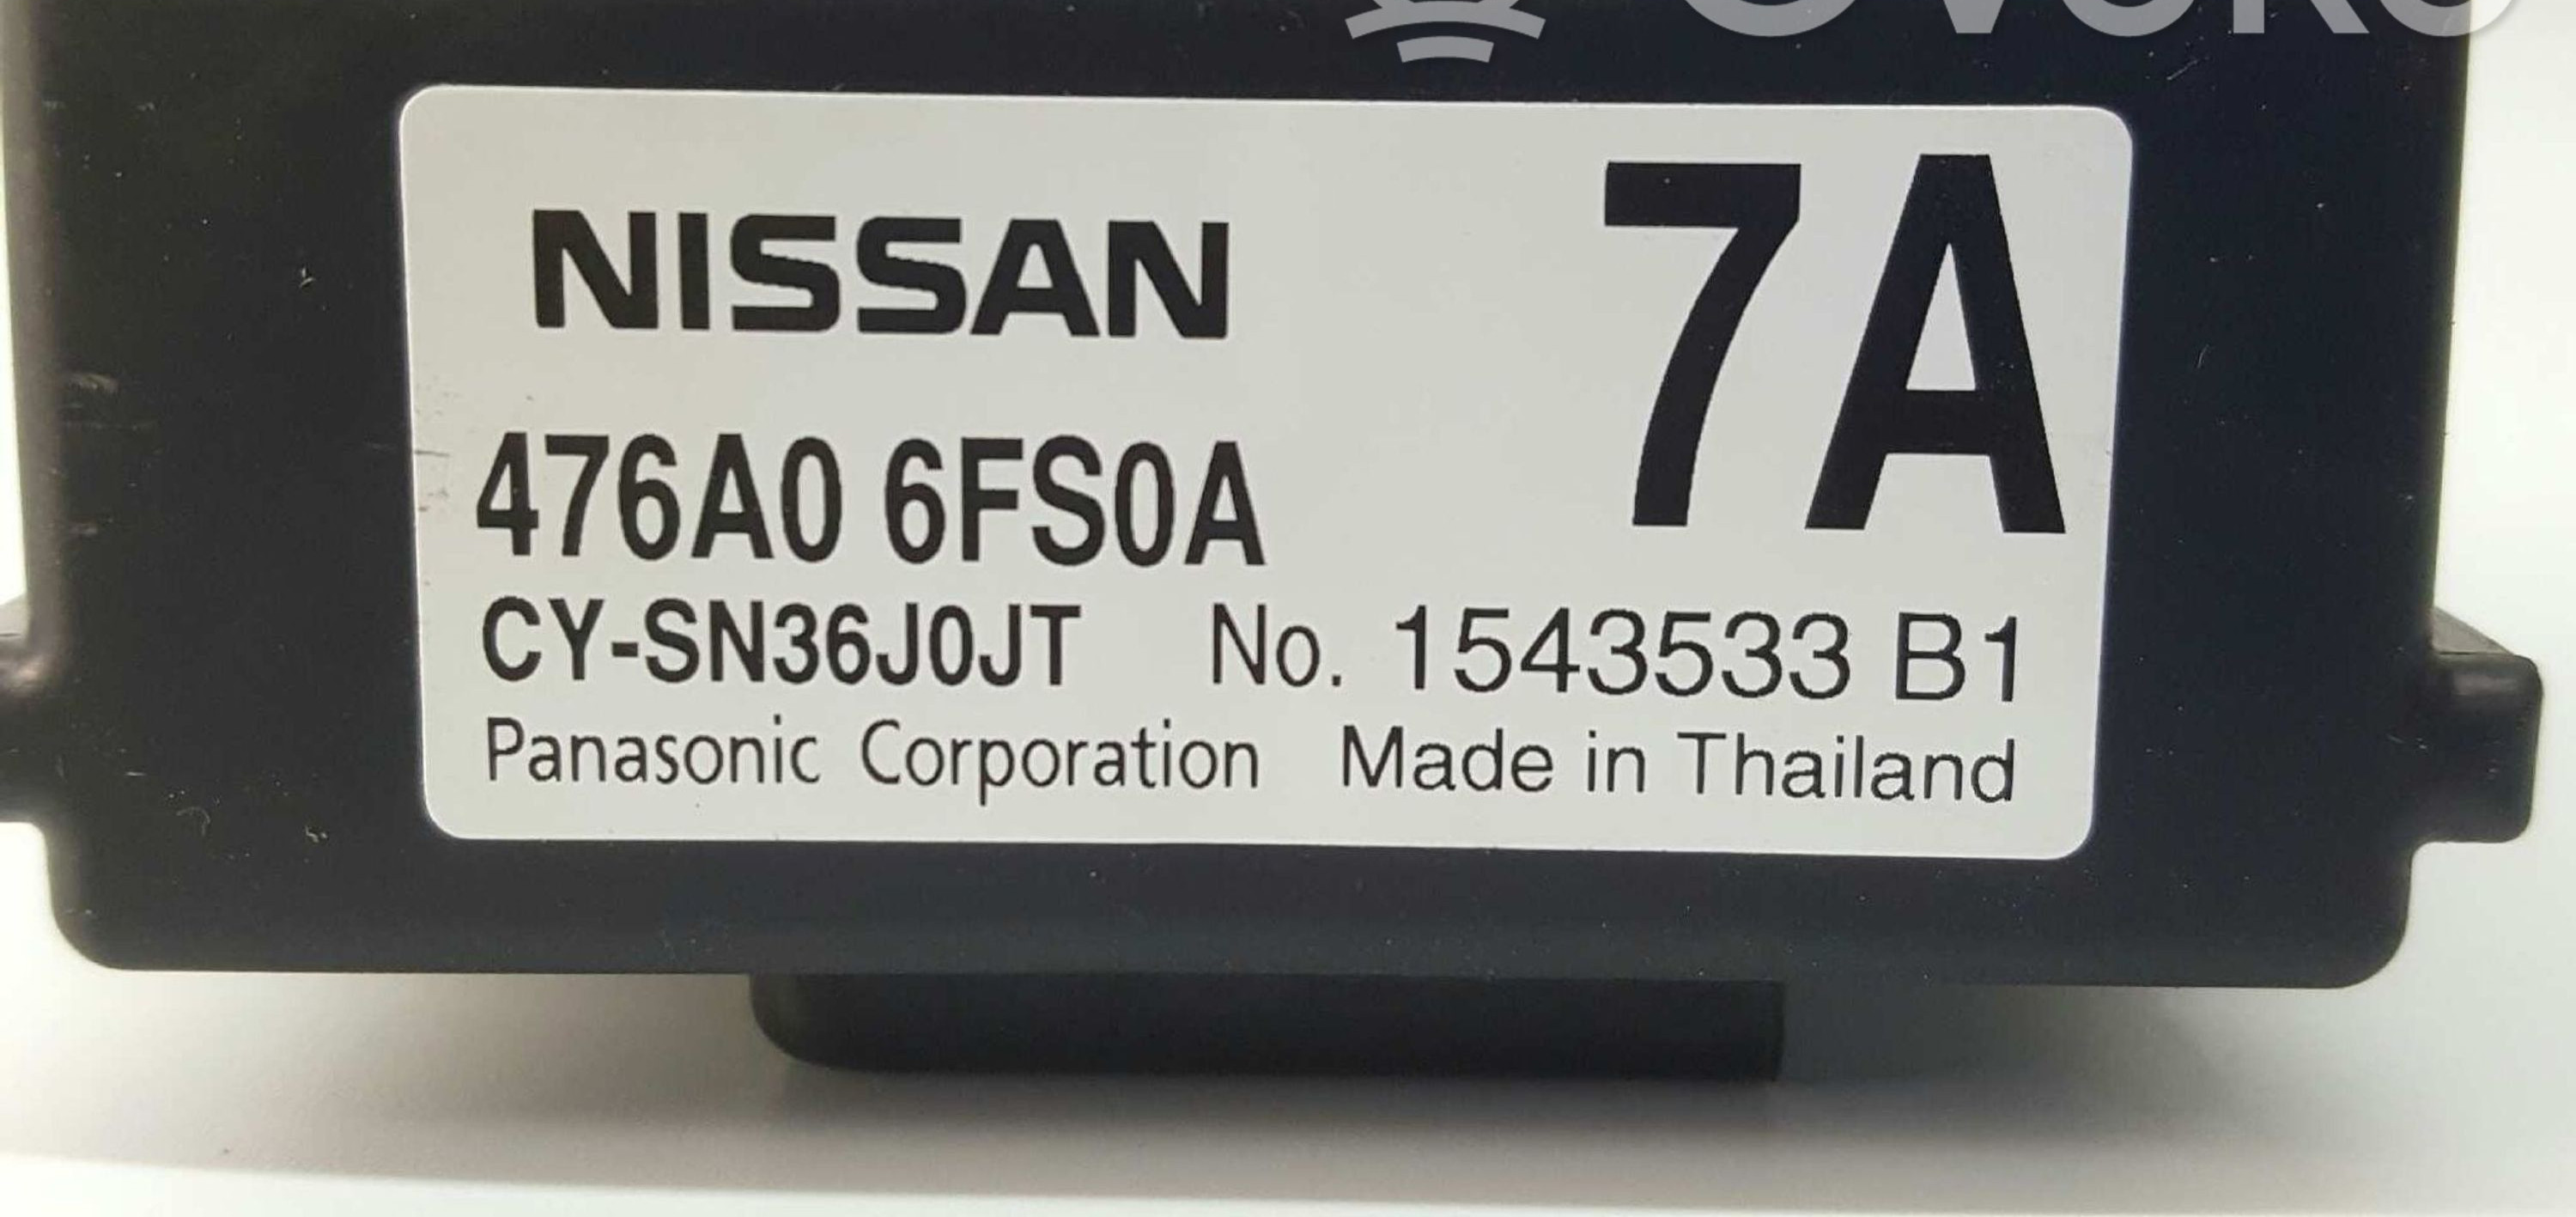 NISSAN 7A
476A0 6FS0A
CY-SN36J0JT No. 1543533 B1
Panasonic Corporation Made in Thailand